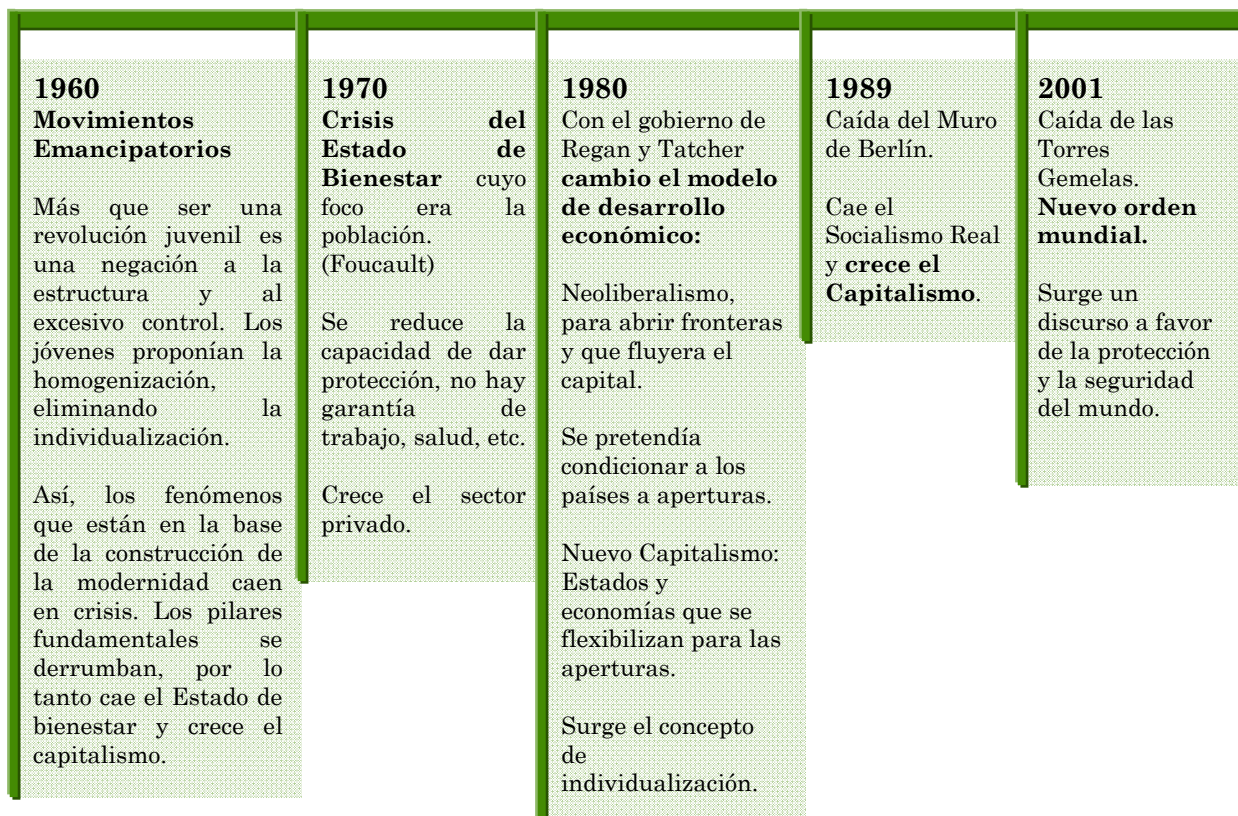 1960
Movimientos
Emancipatorios
Más que ser una
revolución juvenil es
una negación a la
estructura y al
excesivo control. Los
jóvenes proponían la
homogenización,
eliminando la
individualización.
Así, los fenómenos
que están en la base
de la construcción de
la modernidad caen
en crisis. Los pilares
fundamentales se
derrumban, por lo
tanto cae el Estado de
bienestar y crece el
capitalismo.
1970
Crisis del
Estado de
Bienestar cuyo
foco era la
población.
(Foucault)
Se reduce la
capacidad de dar
protección, no hay
garantía de
trabajo, salud, etc.
Crece el sector
privado.
1980
Con el gobierno de
Regan y Tatcher
cambio el modelo
de desarrollo
económico:
Neoliberalismo,
para abrir fronteras
y que fluyera el
capital.
Se pretendía
condicionar a los
países a aperturas.
Nuevo Capitalismo:
Estados y
economías que se
flexibilizan para las
aperturas.
Surge el concepto
de
individualización.
1989
Caída del Muro
de Berlín.
Cae el
Socialismo Real
y crece el
Capitalismo.
2001
Caída de las
Torres
Gemelas.
Nuevo orden
mundial.
Surge un
discurso a favor
de la protección
y la seguridad
del mundo.